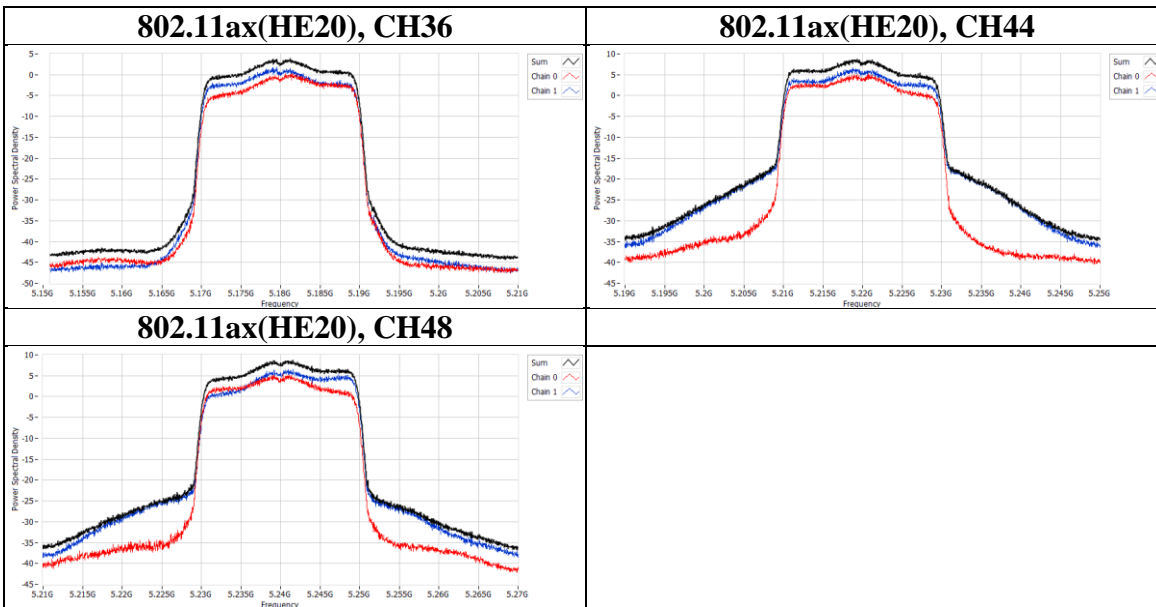 802.11ax(HE20), CH36
802.11ax(HE20), CH44
Power Spectral Density
5
0
-5
-10
-15
-20
-25
-30
-35
-40
-45
-50
5.15G 5.155G 5.16G 5.165G 5.17G 5.175G 5.18G 5.185G 5.19G 5.195G 5.2G 5.205G 5.21G
Frequency
Sum
Chain 0
Chain 1
Power Spectral Density
10
5
0
-5
-10
-15
-20
-25
-30
-35
-40
-45
5.19G 5.195G 5.2G 5.205G 5.21G 5.215G 5.22G 5.225G 5.23G 5.235G 5.24G 5.245G 5.25G
Frequency
Sum
Chain 0
Chain 1
802.11ax(HE20), CH48
Power Spectral Density
10
5
0
-5
-10
-15
-20
-25
-30
-35
-40
-45
5.21G 5.215G 5.22G 5.225G 5.23G 5.235G 5.24G 5.245G 5.25G 5.255G 5.26G 5.265G 5.27G
Frequency
Sum
Chain 0
Chain 1